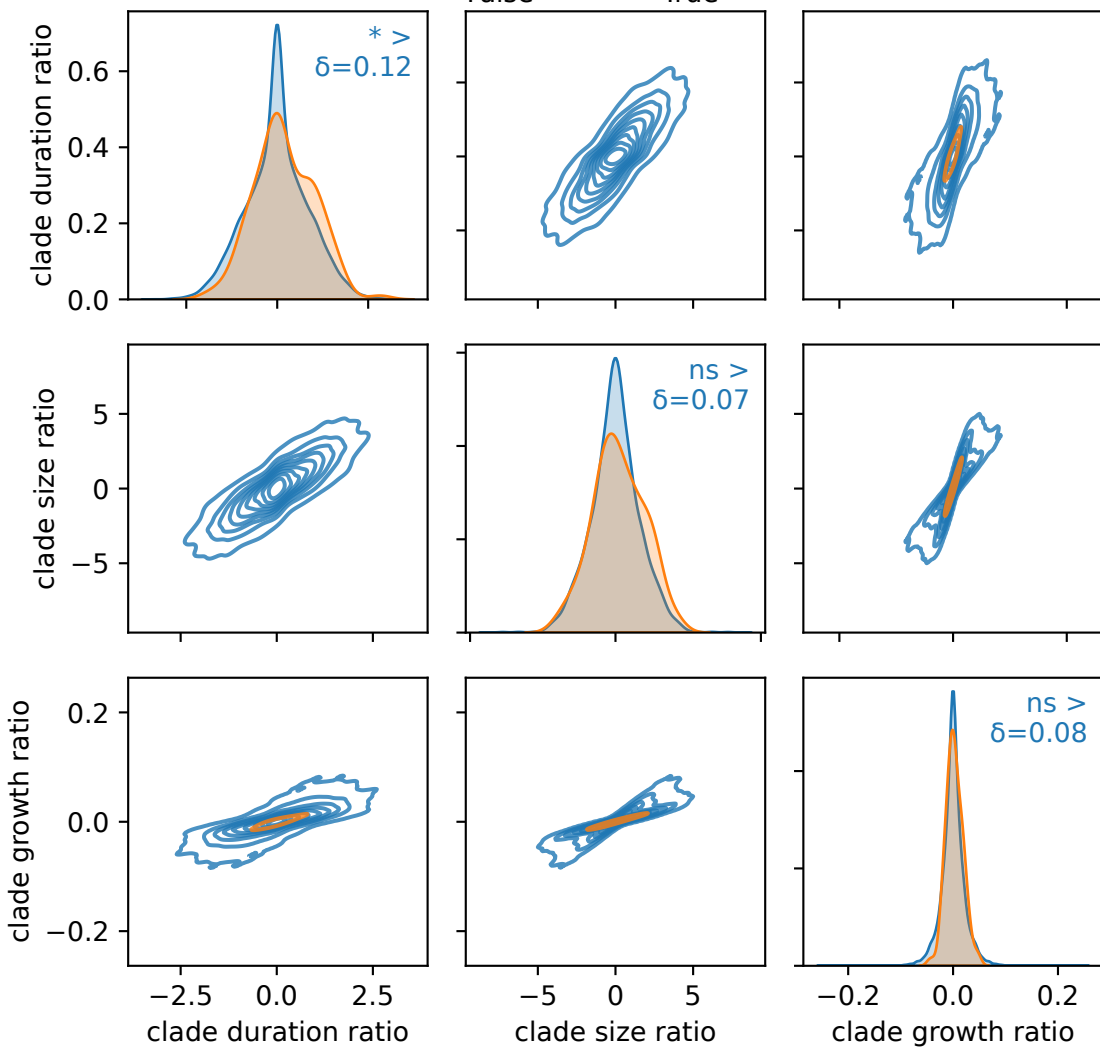 True
clade duration ratio
0.6
0.4
0.2
0.0
* >
δ=0.12
clade size ratio
5
0
−5
ns >
δ=0.07
clade growth ratio
0.2
0.0
−0.2
ns >
δ=0.08
−2.5 0.0 2.5
−5 0 5
−0.2 0.0 0.2
clade duration ratio
clade size ratio
clade growth ratio